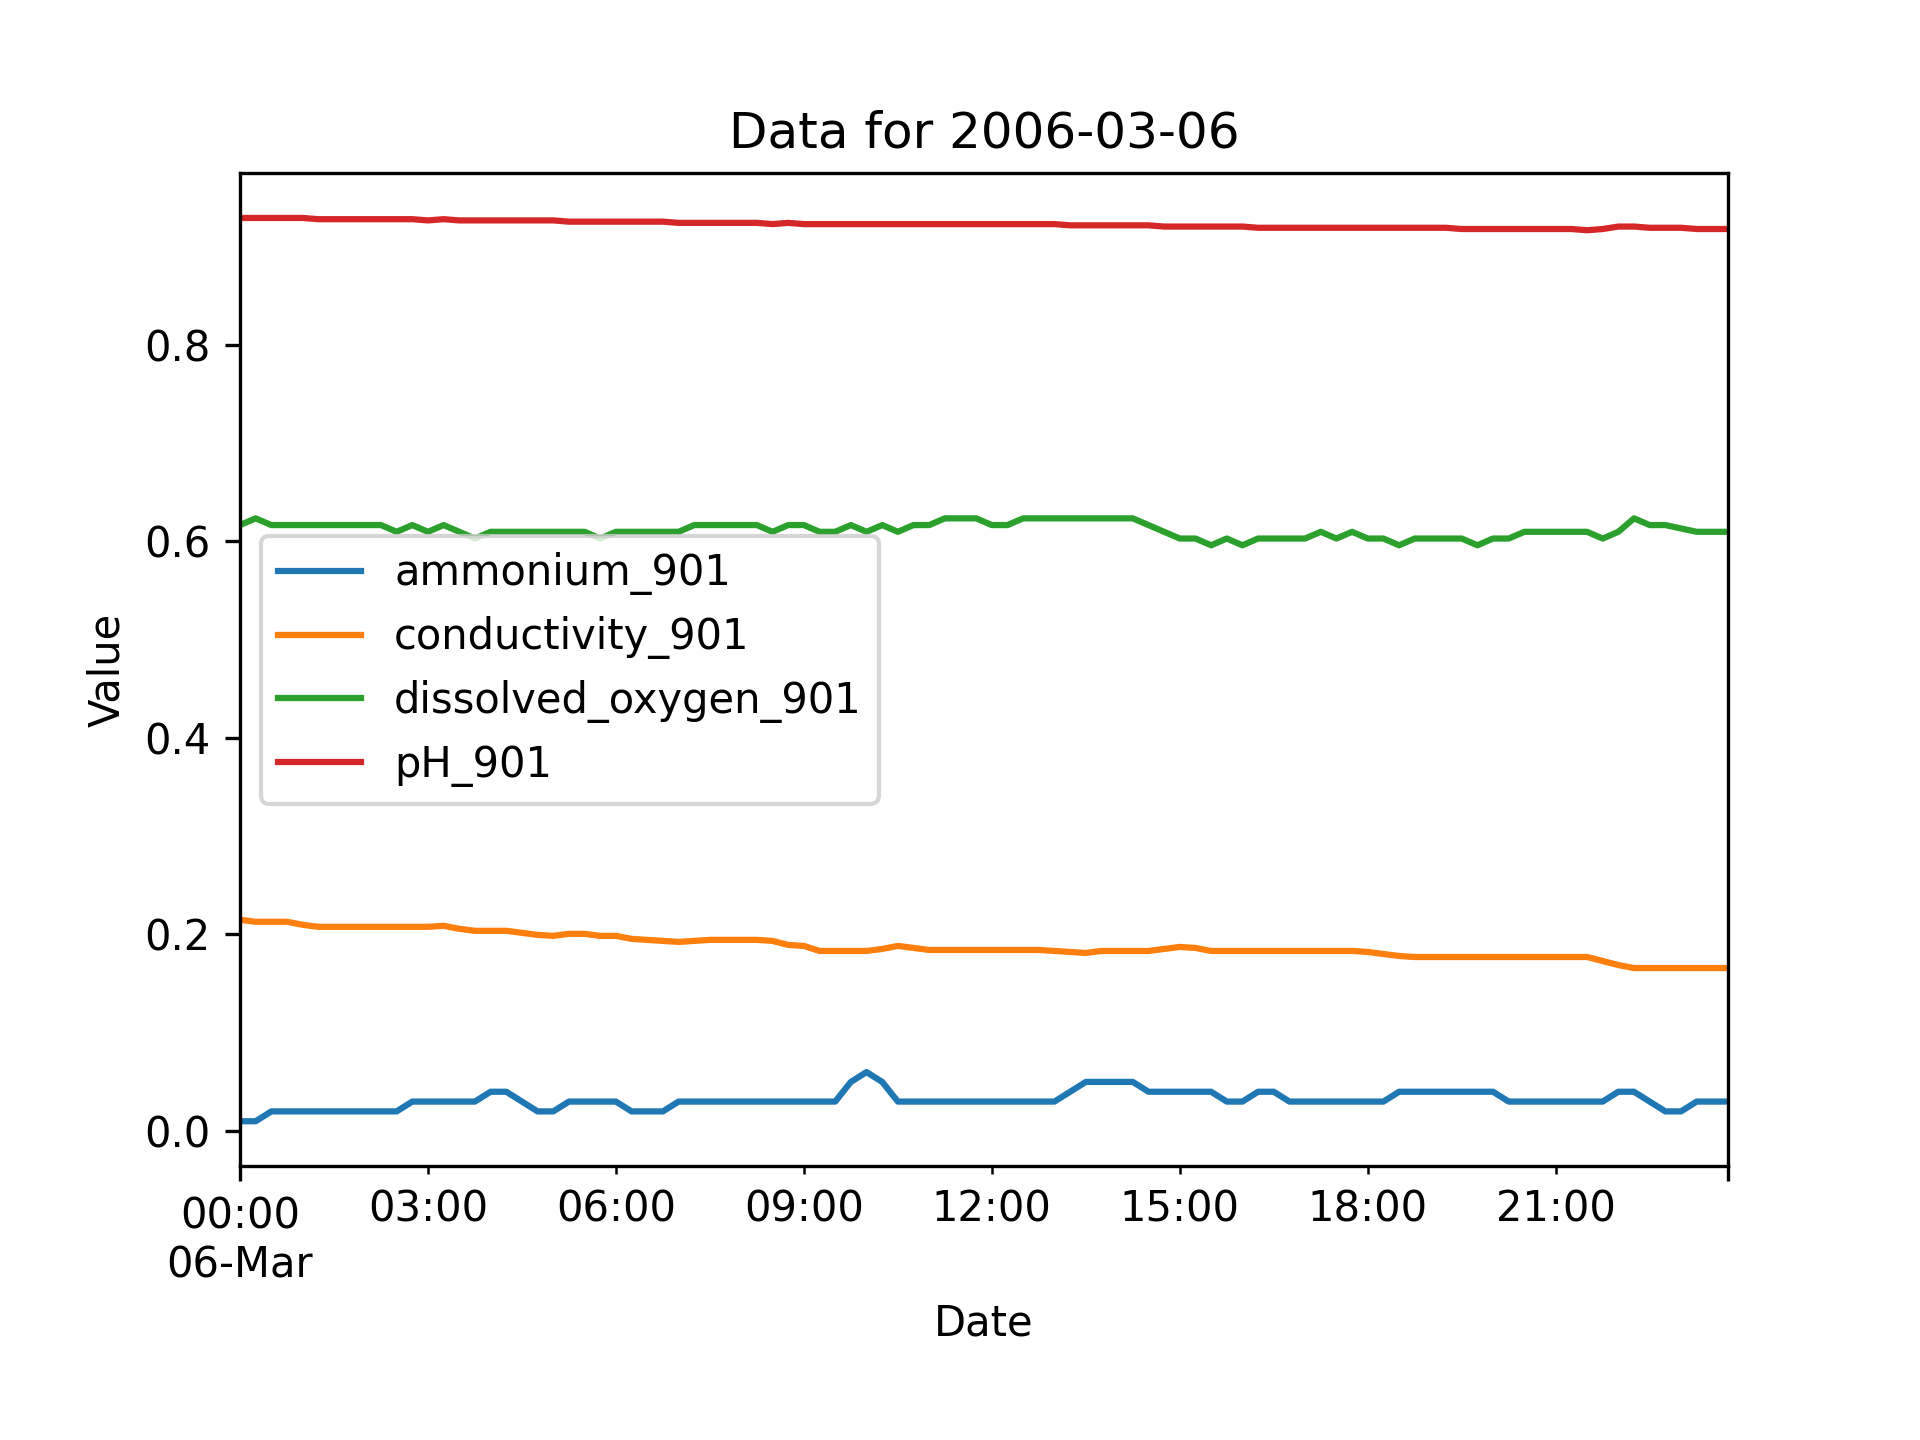 Data for 2006-03-06
Value
0.8
0.6
0.4
0.2
0.0
ammonium_901
conductivity_901
dissolved_oxygen_901
pH_901
00:00 03:00 06:00 09:00 12:00 15:00 18:00 21:00
06-Mar
Date